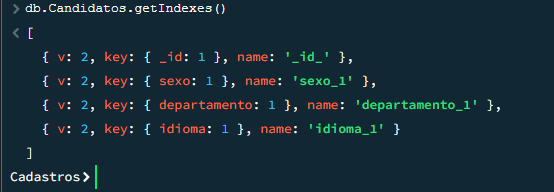 > db.Candidatos.getIndexes()
< [
{ v: 2, key: { _id: 1 }, name: '_id_' },
{ v: 2, key: { sexo: 1 }, name: 'sexo_1' },
{ v: 2, key: { departamento: 1 }, name: 'departamento_1' },
{ v: 2, key: { idioma: 1 }, name: 'idioma_1' }
]
Cadastros>